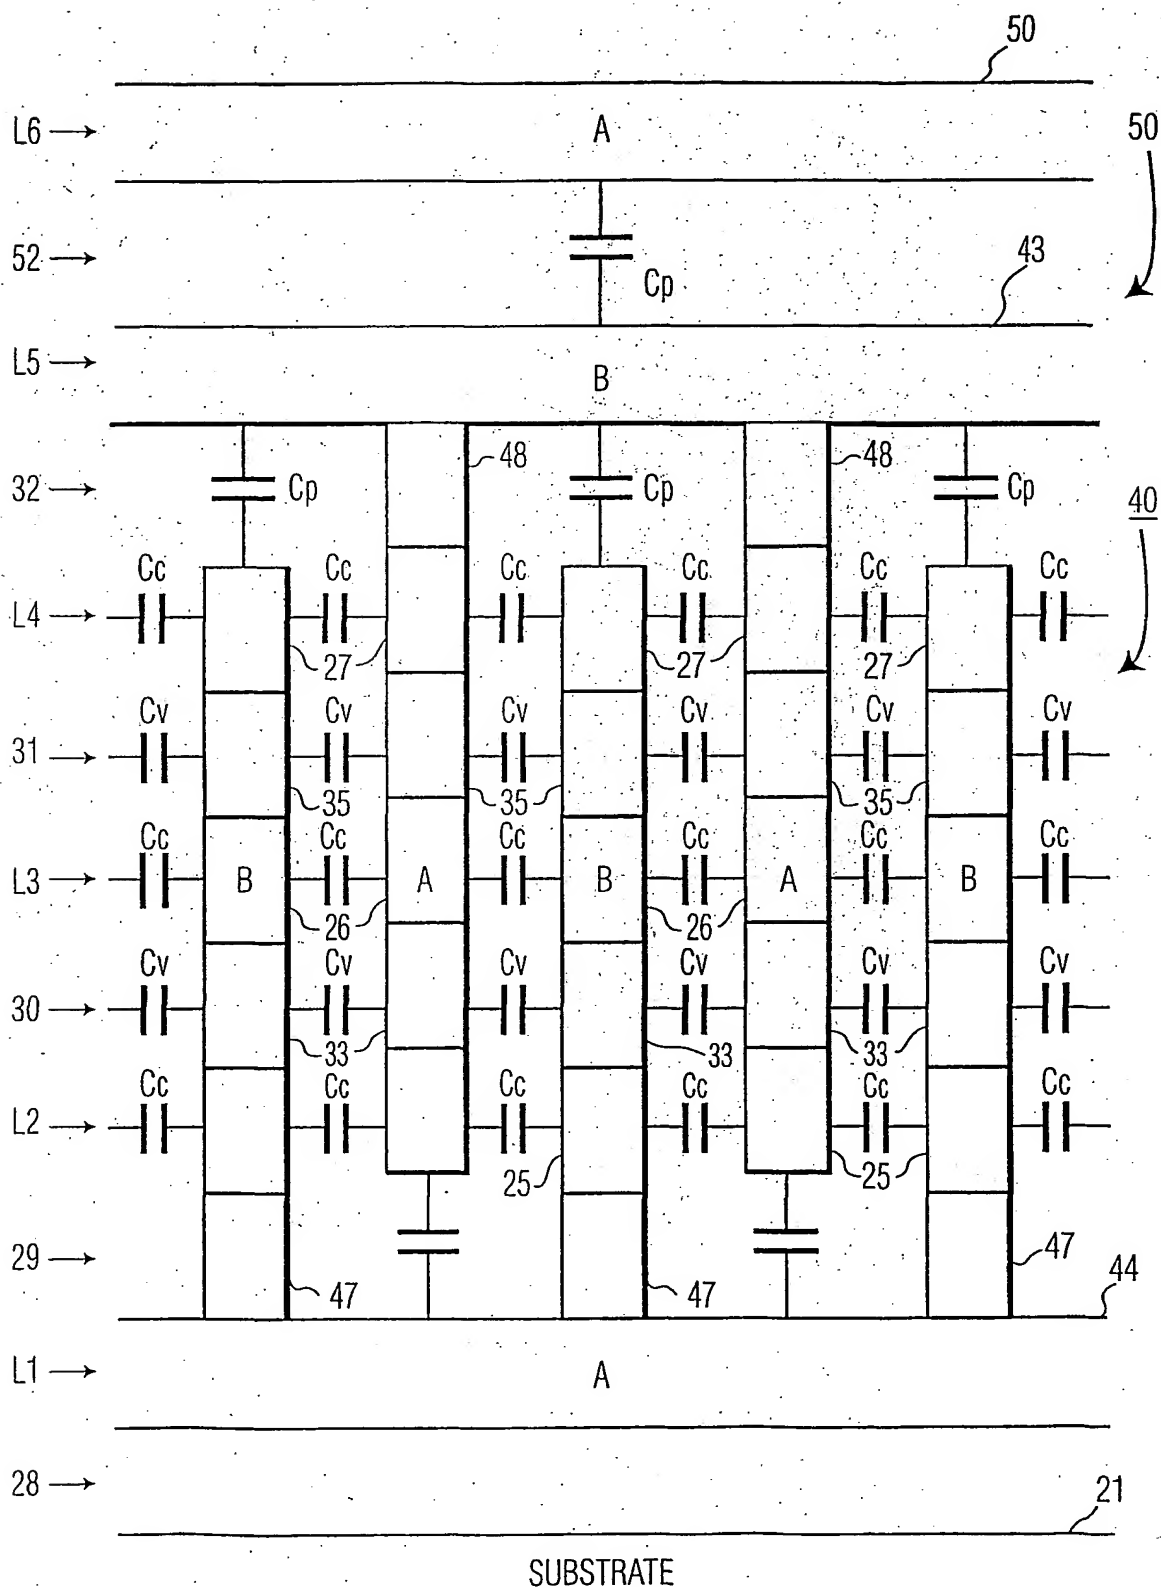 50
L6 → A 50
52 → Cp 43
L5 → B
48 48
32 → Cp Cp Cp 40
Cc Cc Cc Cc Cc Cc
L4 →
27 27 27
Cv Cv Cv Cv Cv Cv
31 →
35 35 35
Cc Cc Cc Cc Cc Cc
L3 → B A B A B
26 26
Cv Cv Cv Cv Cv Cv
30 →
33 33 33
Cc Cc Cc Cc Cc Cc
L2 →
25 25
29 → 47 44
47 47
L1 → A
28 → 21
SUBSTRATE